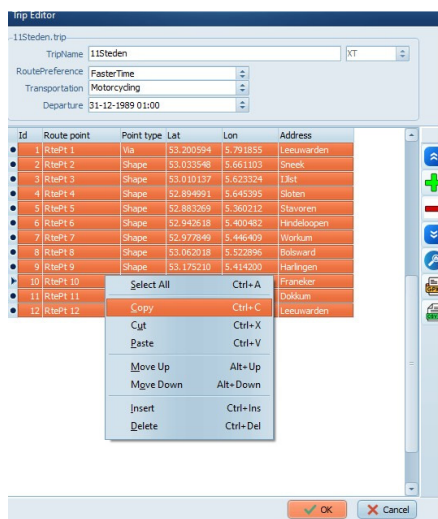 Trip Editor
11Steden.trip
TripName 11Steden XT
RoutePreference FasterTime
Transportation Motorcycling
Departure 31-12-1989 01:00
Id Route point Point type Lat Lon Address
1 RtePt 1 Via 53.200594 5.791855 Leeuwarden
2 RtePt 2 Shape 53.033548 5.661103 Sneek
3 RtePt 3 Shape 53.010137 5.623324 IJlst
4 RtePt 4 Shape 52.894991 5.645395 Sloten
5 RtePt 5 Shape 52.883269 5.360212 Stavoren
6 RtePt 6 Shape 52.942618 5.400482 Hindeloopen
7 RtePt 7 Shape 52.977849 5.446409 Workum
8 RtePt 8 Shape 53.062018 5.522896 Bolsward
9 RtePt 9 Shape 53.175210 5.414200 Harlingen
10 RtePt 10 Franeker
11 RtePt 11 Dokkum
12 RtePt 12 Leeuwarden
Select All Ctrl+A
Copy Ctrl+C
Cut Ctrl+X
Paste Ctrl+V
Move Up Alt+Up
Move Down Alt+Down
Insert Ctrl+Ins
Delete Ctrl+Del
GPX
CSV
OK Cancel